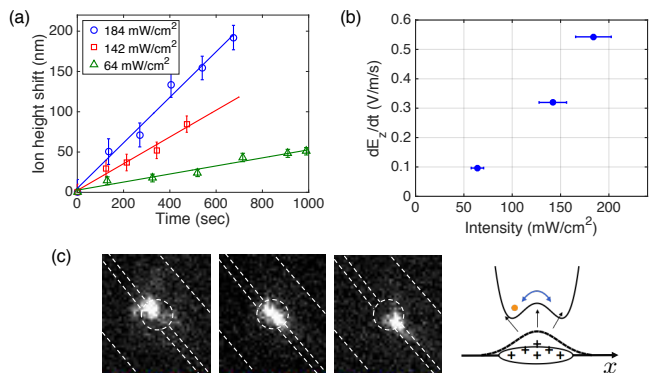 (a)
Ion height shift (nm)
200
150
100
50
0
184 mW/cm²
142 mW/cm²
64 mW/cm²
0 200 400 600 800 1000
Time (sec)
(b)
dE_z/dt (V/m/s)
0.6
0.5
0.4
0.3
0.2
0.1
0
0 50 100 150 200
Intensity (mW/cm²)
(c)
+ + + + + +
x